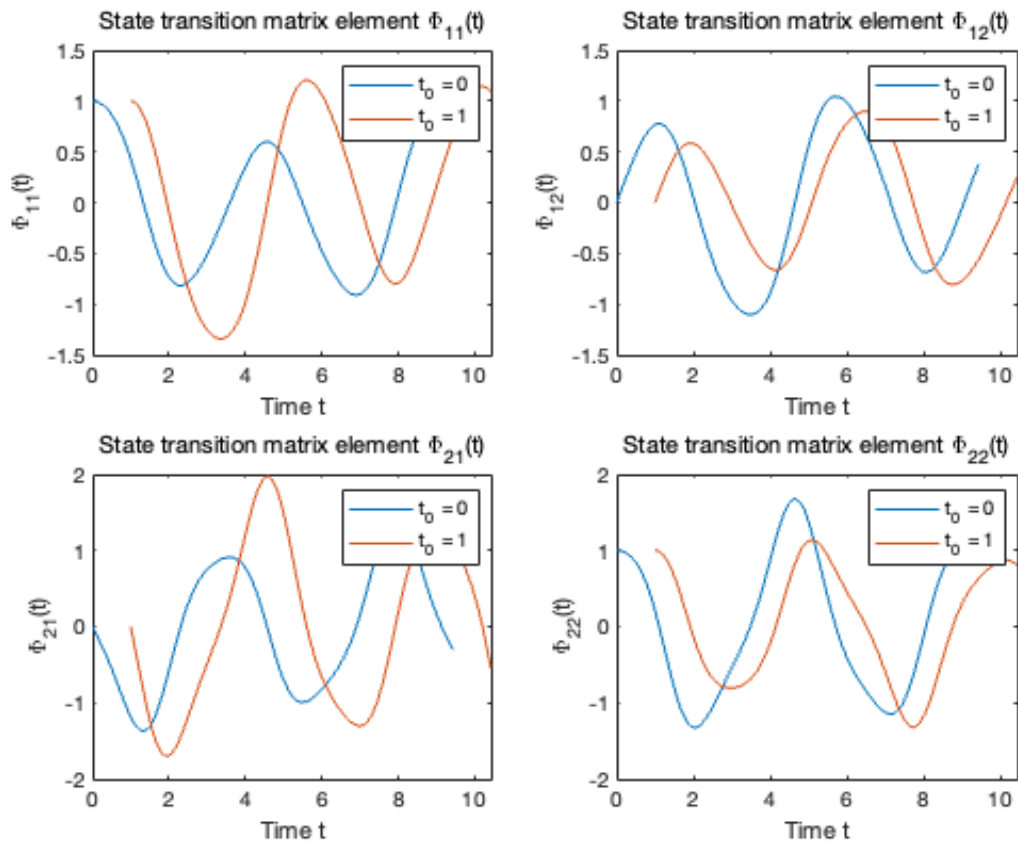 State transition matrix element Φ₁₁(t)
1.5
1
0.5
0
-0.5
-1
-1.5
Φ₁₁(t)
t₀ = 0
t₀ = 1
0 2 4 6 8 10
Time t
State transition matrix element Φ₁₂(t)
1.5
1
0.5
0
-0.5
-1
-1.5
Φ₁₂(t)
t₀ = 0
t₀ = 1
0 2 4 6 8 10
Time t
State transition matrix element Φ₂₁(t)
2
1
0
-1
-2
Φ₂₁(t)
t₀ = 0
t₀ = 1
0 2 4 6 8 10
Time t
State transition matrix element Φ₂₂(t)
2
1
0
-1
-2
Φ₂₂(t)
t₀ = 0
t₀ = 1
0 2 4 6 8 10
Time t